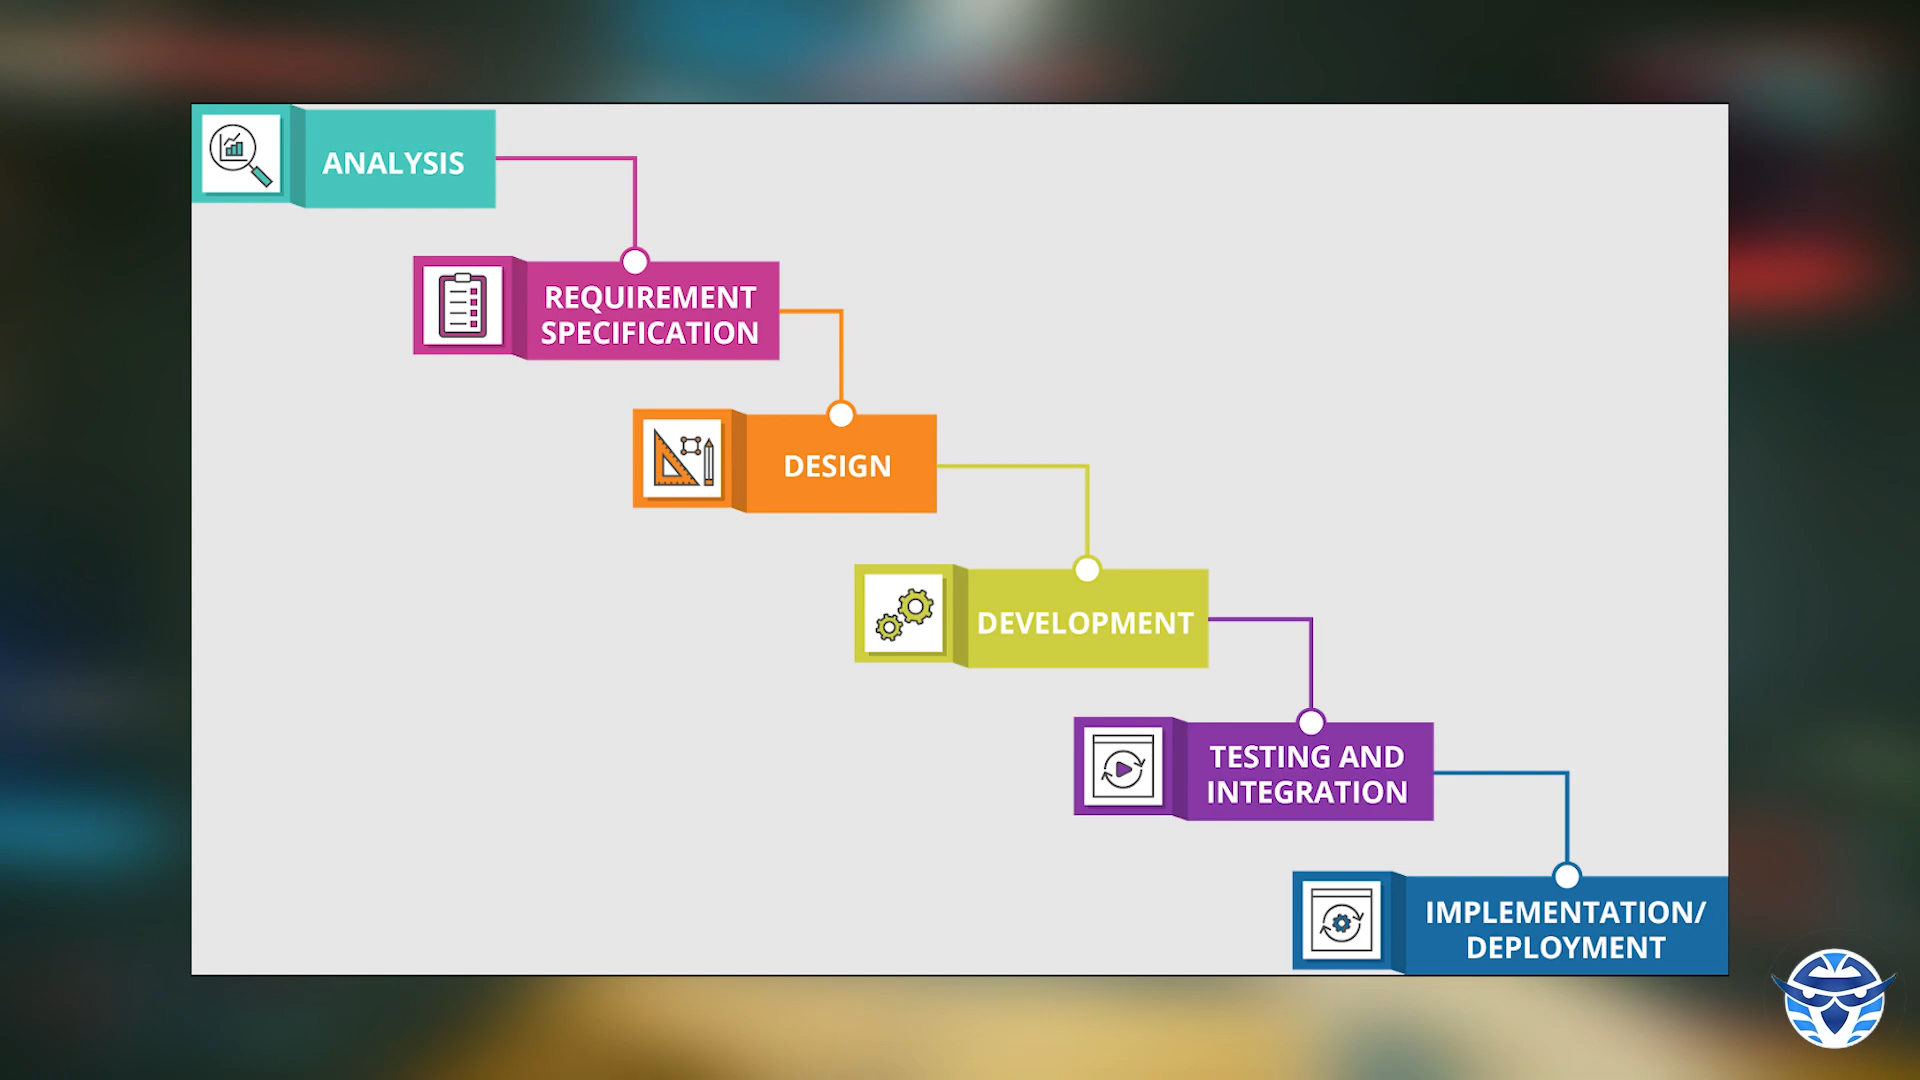 ANALYSIS
REQUIREMENT
SPECIFICATION
DESIGN
DEVELOPMENT
TESTING AND
INTEGRATION
IMPLEMENTATION/
DEPLOYMENT